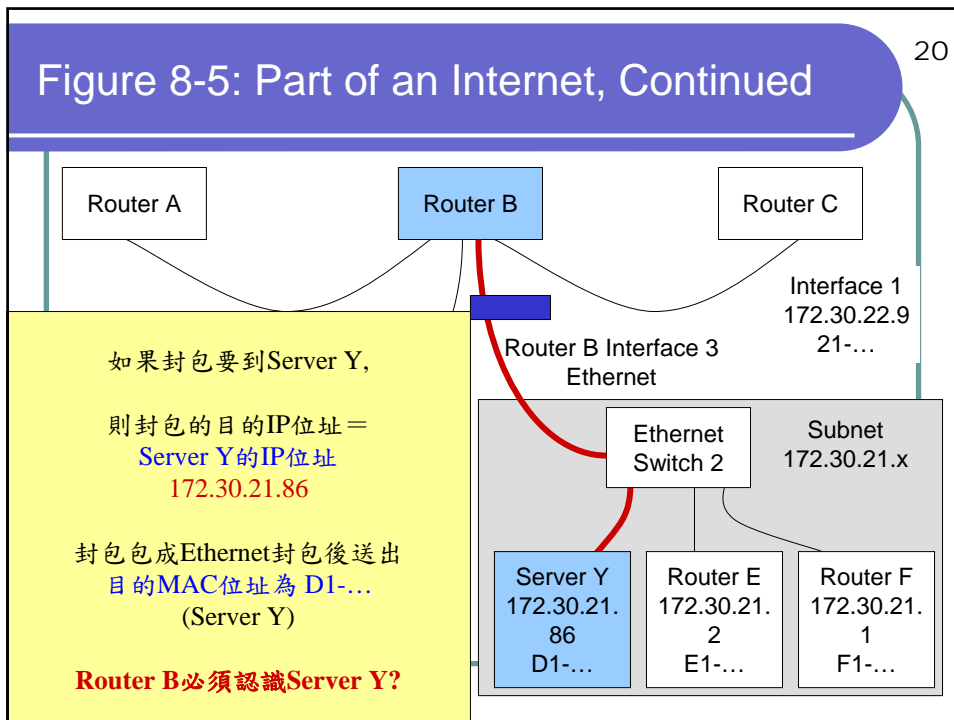 20
Figure 8-5: Part of an Internet, Continued
Router A
Router B
Router C
Interface 1
172.30.22.9
21-…
Router B Interface 3
Ethernet
如果封包要到Server Y,
則封包的目的IP位址＝
Server Y的IP位址
172.30.21.86
封包包成Ethernet封包後送出
目的MAC位址為 D1-…
(Server Y)
Router B必須認識Server Y?
Ethernet
Switch 2
Subnet
172.30.21.x
Server Y
172.30.21.
86
D1-…
Router E
172.30.21.
2
E1-…
Router F
172.30.21.
1
F1-…